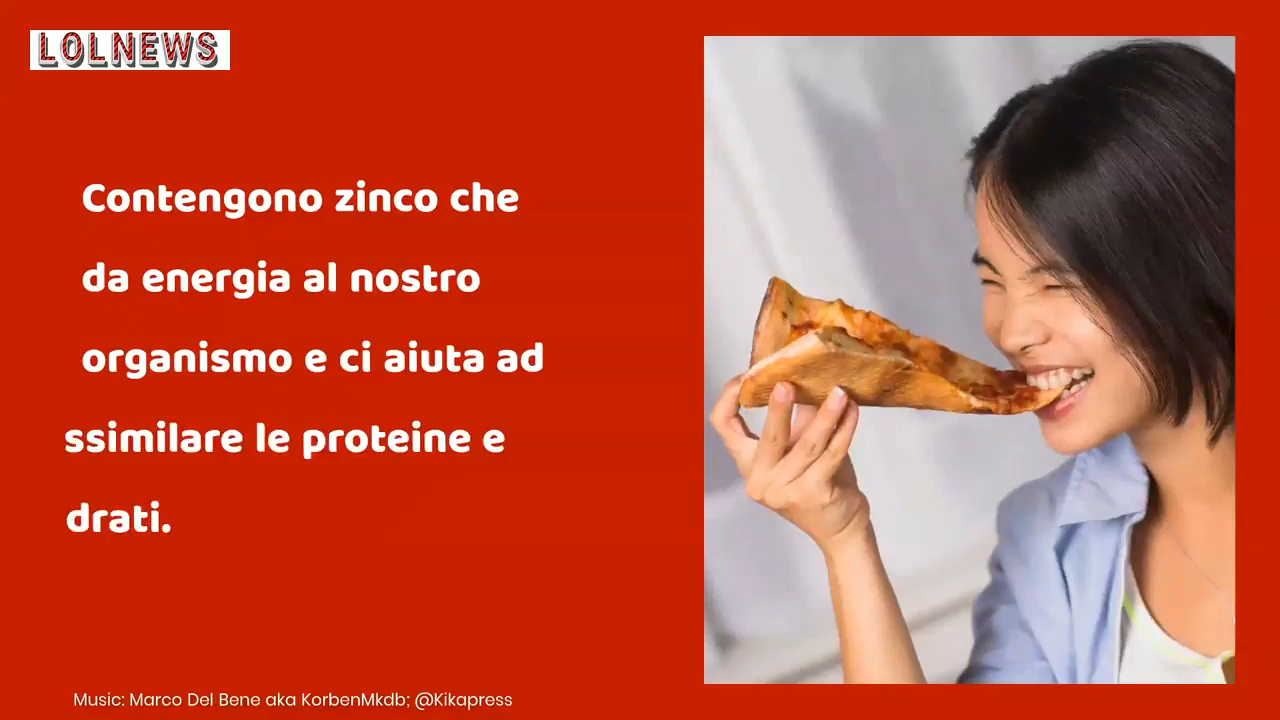 LOLNEWS
Contengono zinco che
da energia al nostro
organismo e ci aiuta ad
ssimilare le proteine e
drati.
Music: Marco Del Bene aka KorbenMkdb; @Kikapress